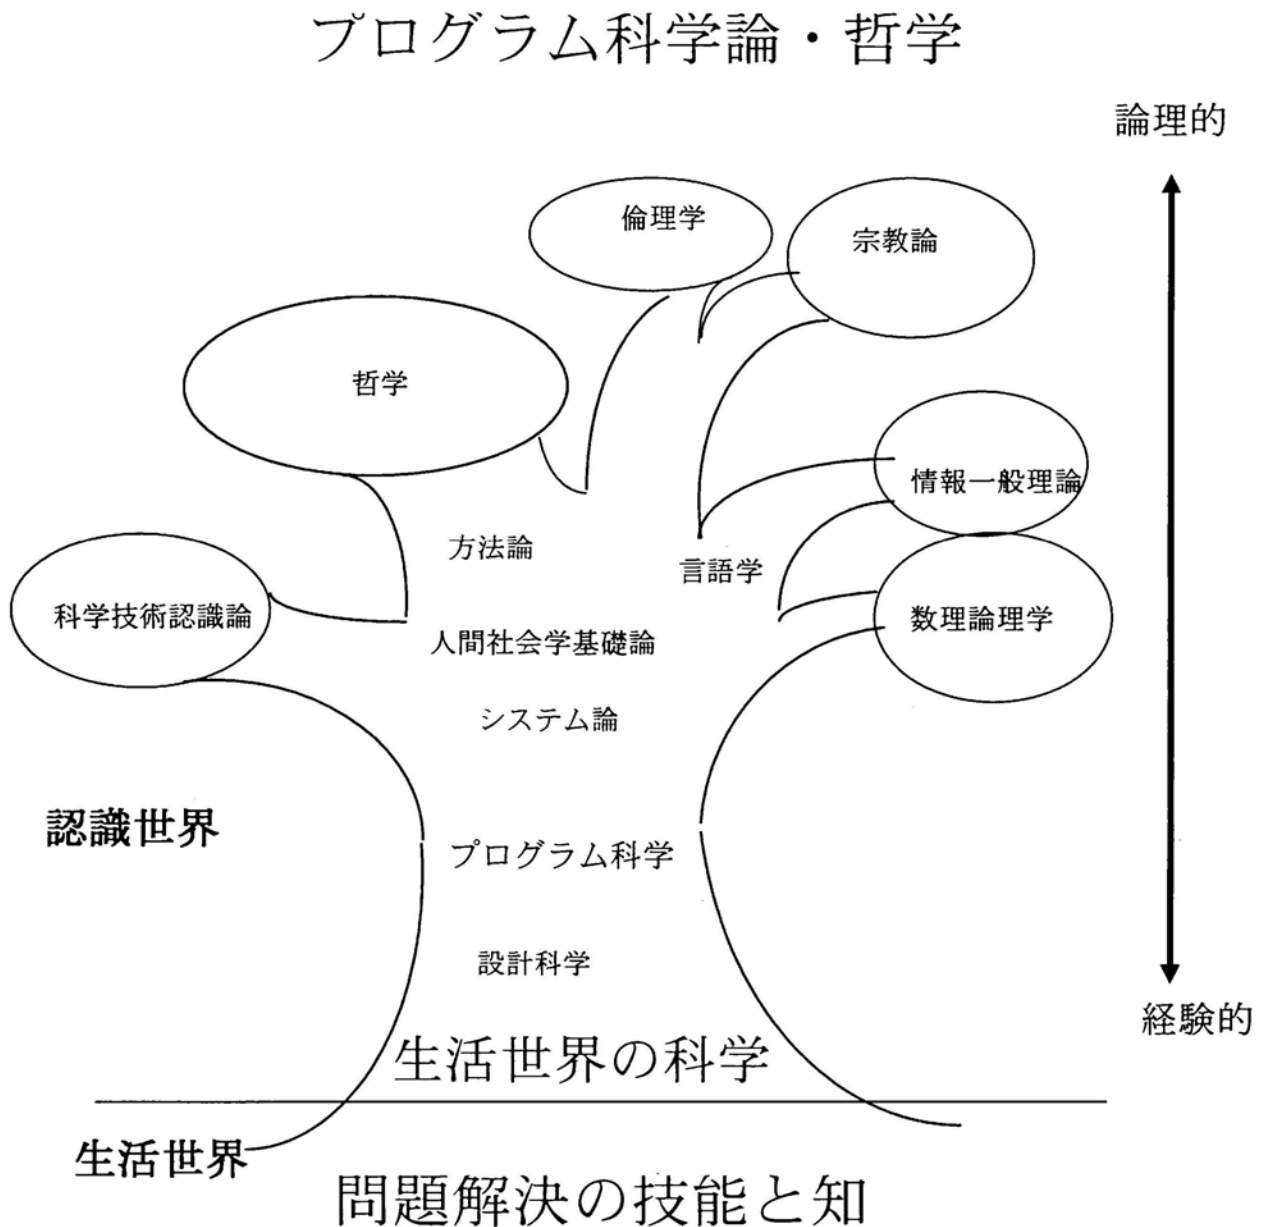 プログラム科学論・哲学
論理的
倫理学
宗教論
哲学
情報一般理論
方法論
言語学
科学技術認識論
数理論理学
人間社会学基礎論
システム論
認識世界
プログラム科学
設計科学
経験的
生活世界の科学
生活世界
問題解決の技能と知